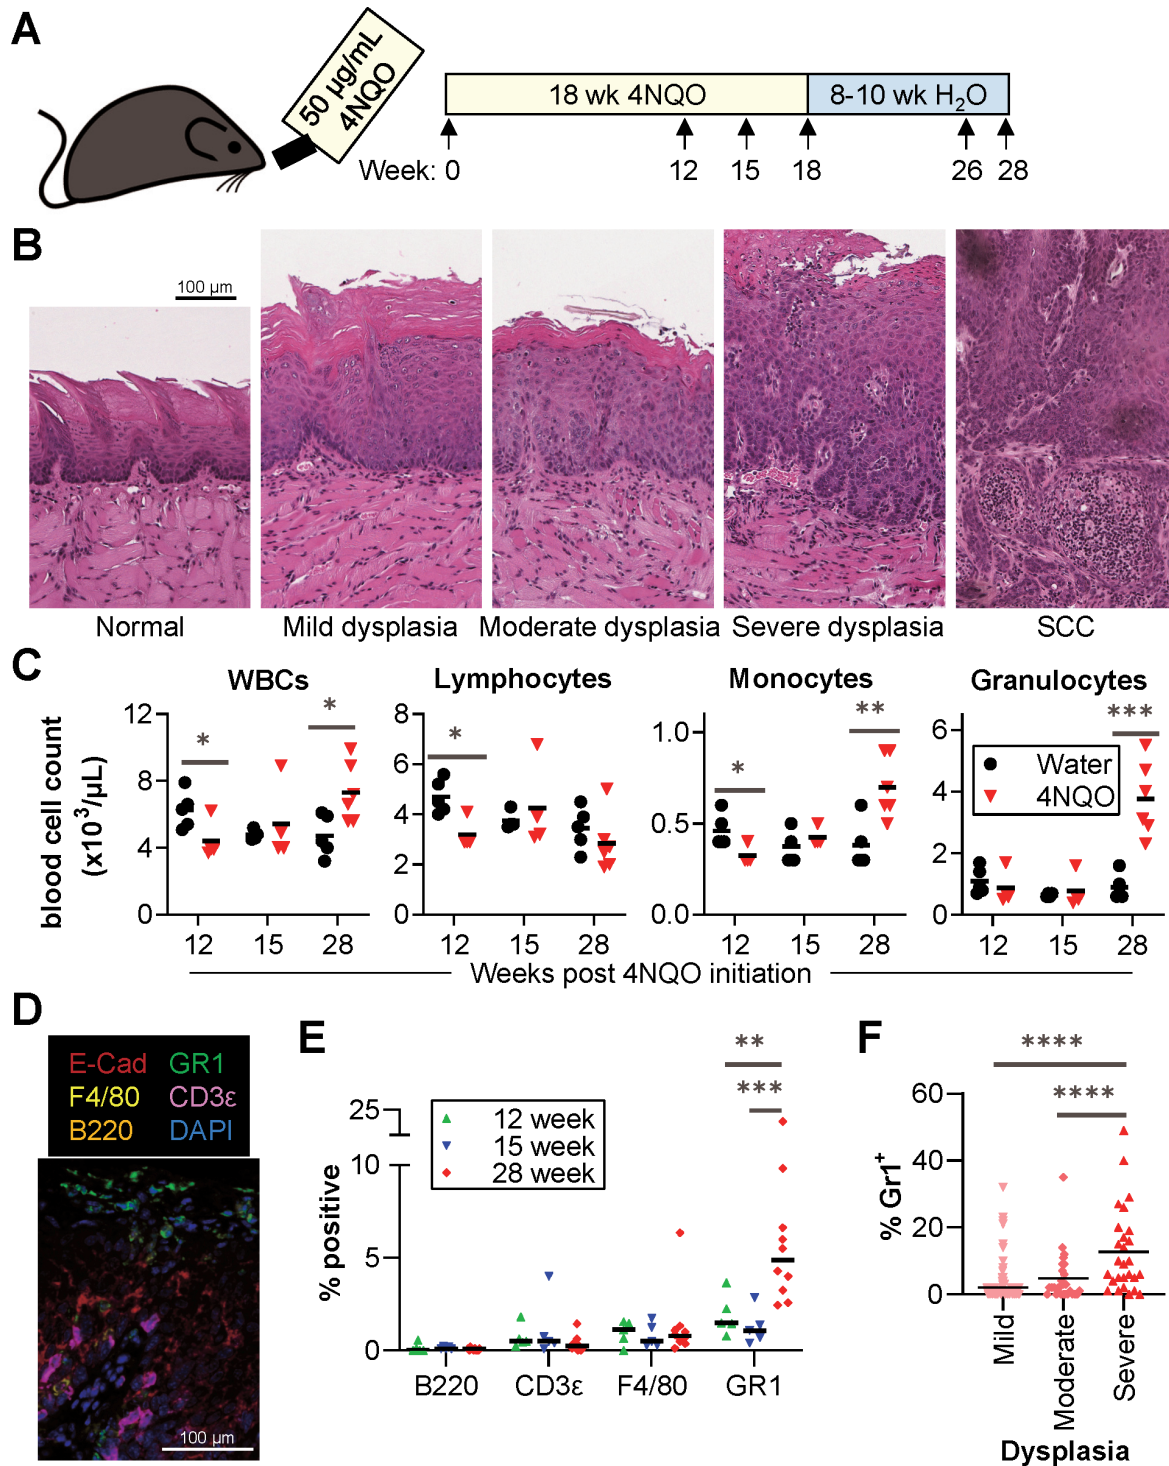 A
50 µg/mL
4NQO
18 wk 4NQO
8-10 wk H₂O
Week: 0 12 15 18 26 28
B
100 µm
Normal
Mild dysplasia
Moderate dysplasia
Severe dysplasia
SCC
C
WBCs
Lymphocytes
Monocytes
Granulocytes
blood cell count
(x10³/µL)
12
8
4
0
* *
12 15 28
8
6
4
2
0
*
12 15 28
1.0
0.5
0.0
* **
12 15 28
6
4
2
0
***
Water
4NQO
12 15 28
Weeks post 4NQO initiation
D
E-Cad GR1
F4/80 CD3ε
B220 DAPI
100 µm
E
% positive
25
10
5
0
12 week
15 week
28 week
**
***
B220 CD3ε F4/80 GR1
F
% Gr1⁺
60
40
20
0
****
****
Mild
Moderate
Severe
Dysplasia